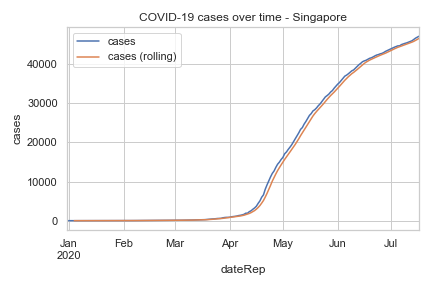 COVID-19 cases over time - Singapore
cases
cases (rolling)
40000
30000
20000
10000
0
cases
Jan Feb Mar Apr May Jun Jul
2020
dateRep